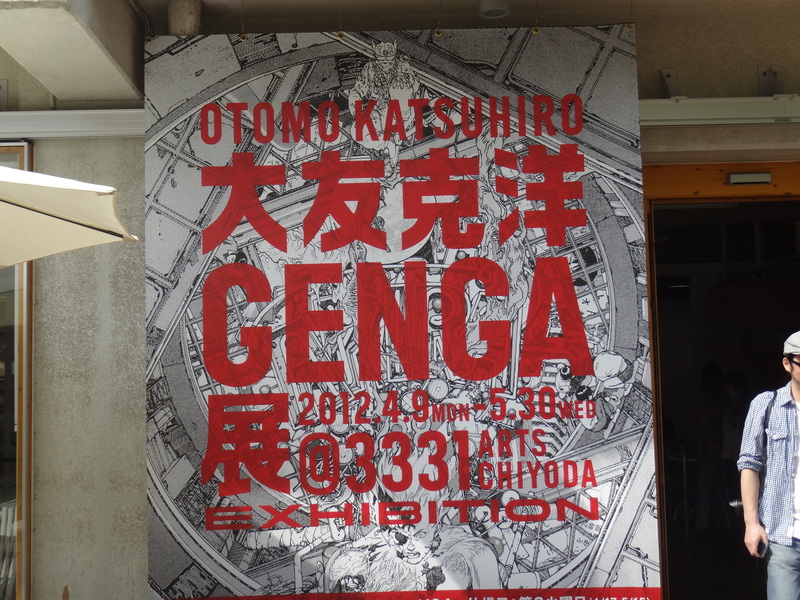 OTOMO KATSUHIRO
大友克洋
GENGA
展
2012.4.9MON-5.30WED
@3331 ARTS CHIYODA
EXHIBITION